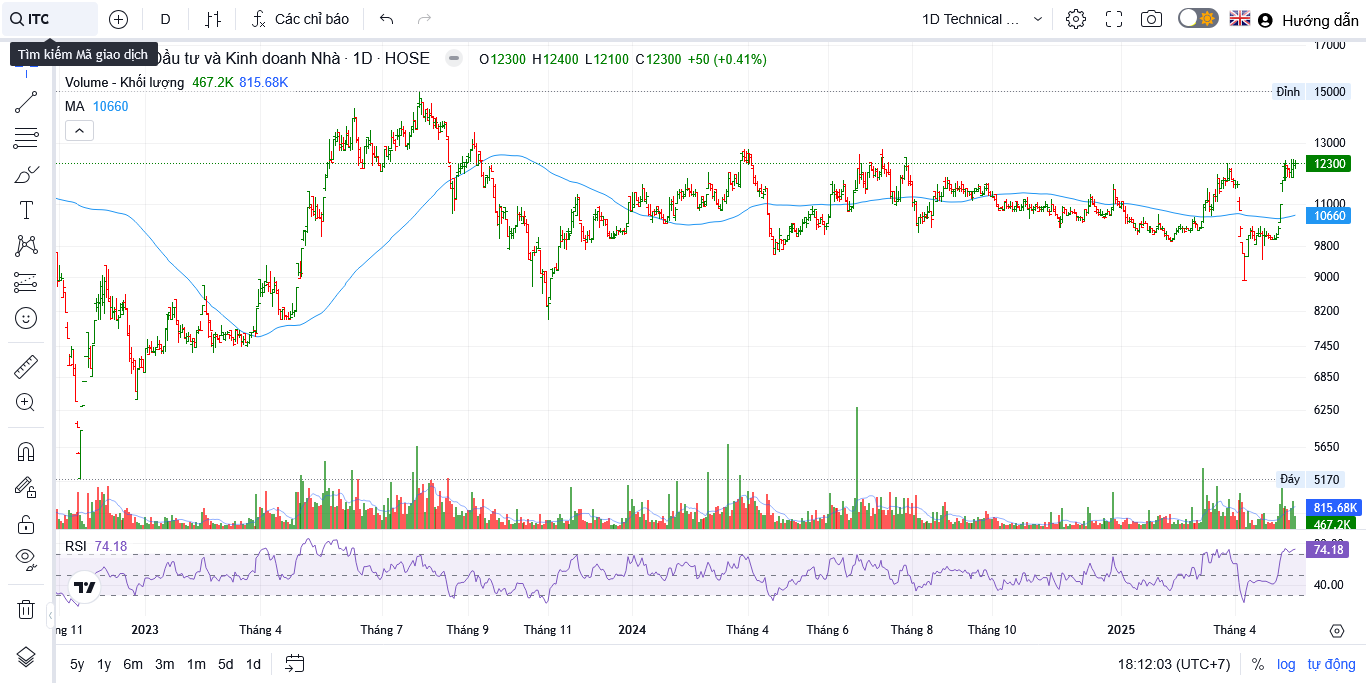 ITC
D
Các chỉ báo
1D Technical ...
Hướng dẫn
Tìm kiếm Mã giao dịch
Đầu tư và Kinh doanh Nhà · 1D · HOSE
O12300 H12400 L12100 C12300 +50 (+0.41%)
Volume - Khối lượng 467.2K 815.68K
MA 10660
17000
Đỉnh 15000
13000
12300
11000
10660
9800
9000
8200
7450
6850
6250
5650
Đáy 5170
815.68K
467.2K
RSI 74.18
74.18
40.00
ng 11 2023 Tháng 4 Tháng 7 Tháng 9 Tháng 11 2024 Tháng 4 Tháng 6 Tháng 8 Tháng 10 2025 Tháng 4
5y 1y 6m 3m 1m 5d 1d
18:12:03 (UTC+7) % log tự động